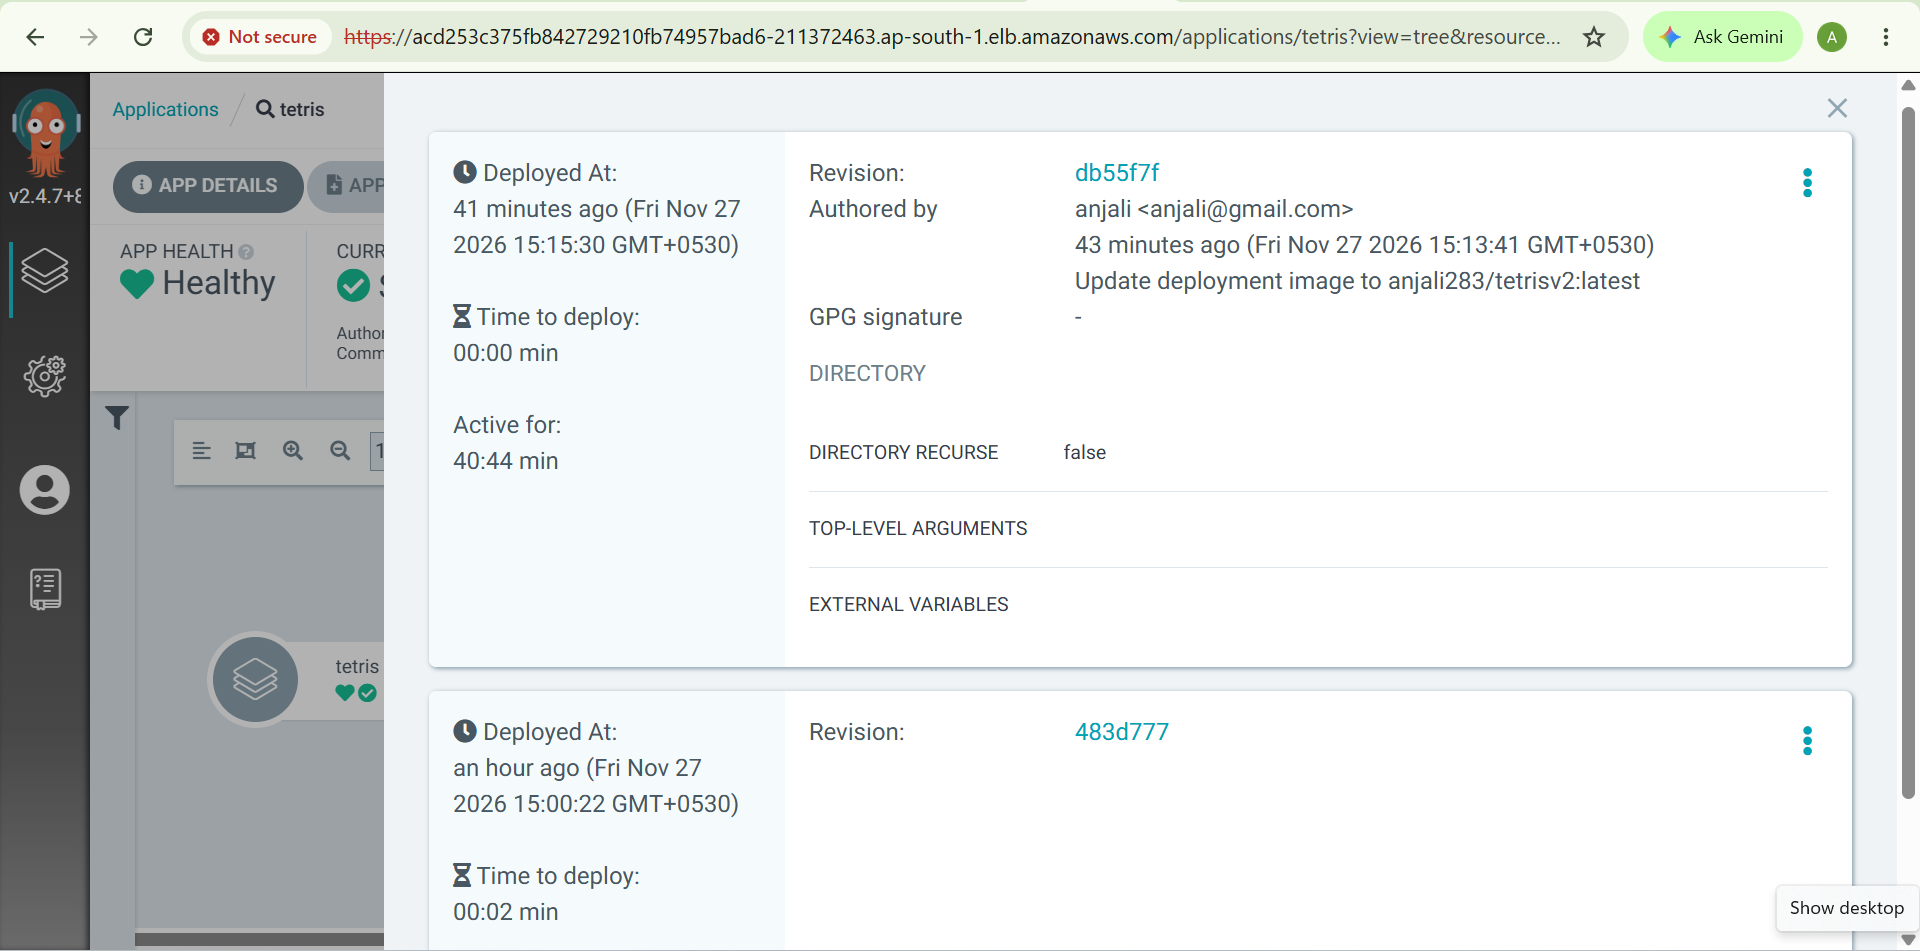 Not secure
https://acd253c375fb842729210fb74957bad6-211372463.ap-south-1.elb.amazonaws.com/applications/tetris?view=tree&resource...
Ask Gemini
A
v2.4.7+8
Applications
tetris
APP DETAILS
APP
APP HEALTH
Healthy
CURR
S
Author
Comm
1
tetris
Deployed At:
41 minutes ago (Fri Nov 27
2026 15:15:30 GMT+0530)
Time to deploy:
00:00 min
Active for:
40:44 min
Revision: db55f7f
Authored by anjali <anjali@gmail.com>
43 minutes ago (Fri Nov 27 2026 15:13:41 GMT+0530)
Update deployment image to anjali283/tetrisv2:latest
GPG signature -
DIRECTORY
DIRECTORY RECURSE false
TOP-LEVEL ARGUMENTS
EXTERNAL VARIABLES
Deployed At:
an hour ago (Fri Nov 27
2026 15:00:22 GMT+0530)
Time to deploy:
00:02 min
Revision: 483d777
Show desktop